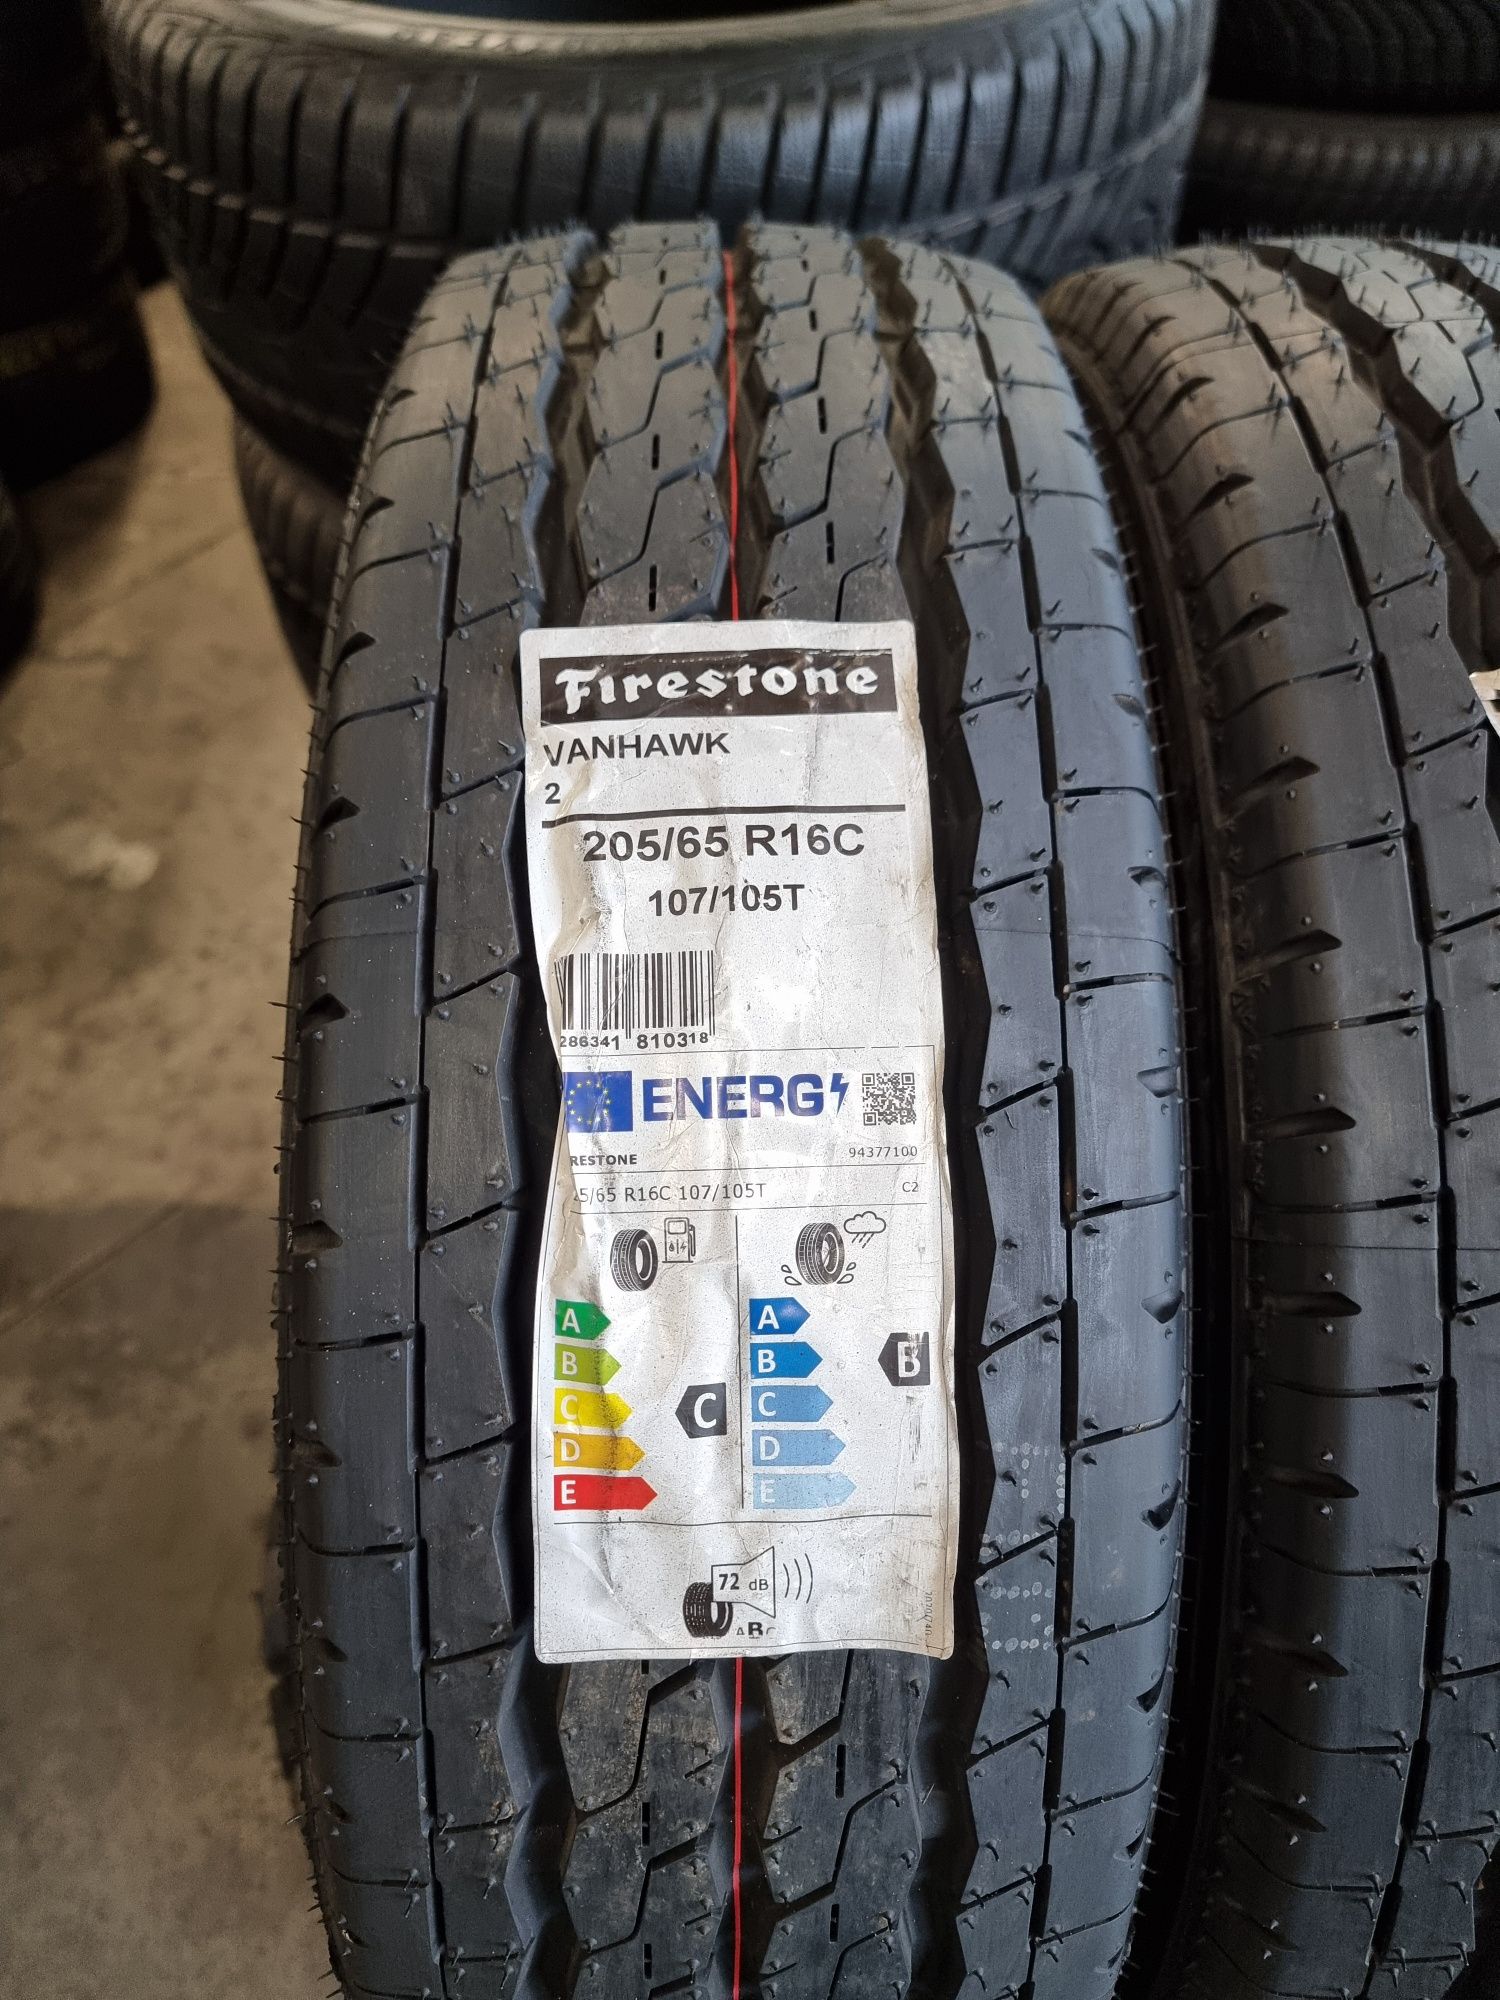 Firestone
VANHAWK
2
205/65 R16C
107/105T
286341 810318
ENERG
RESTONE 94377100
5/65 R16C 107/105T C2
A A
B B B
C C C
D D
E E
72 dB
ABC